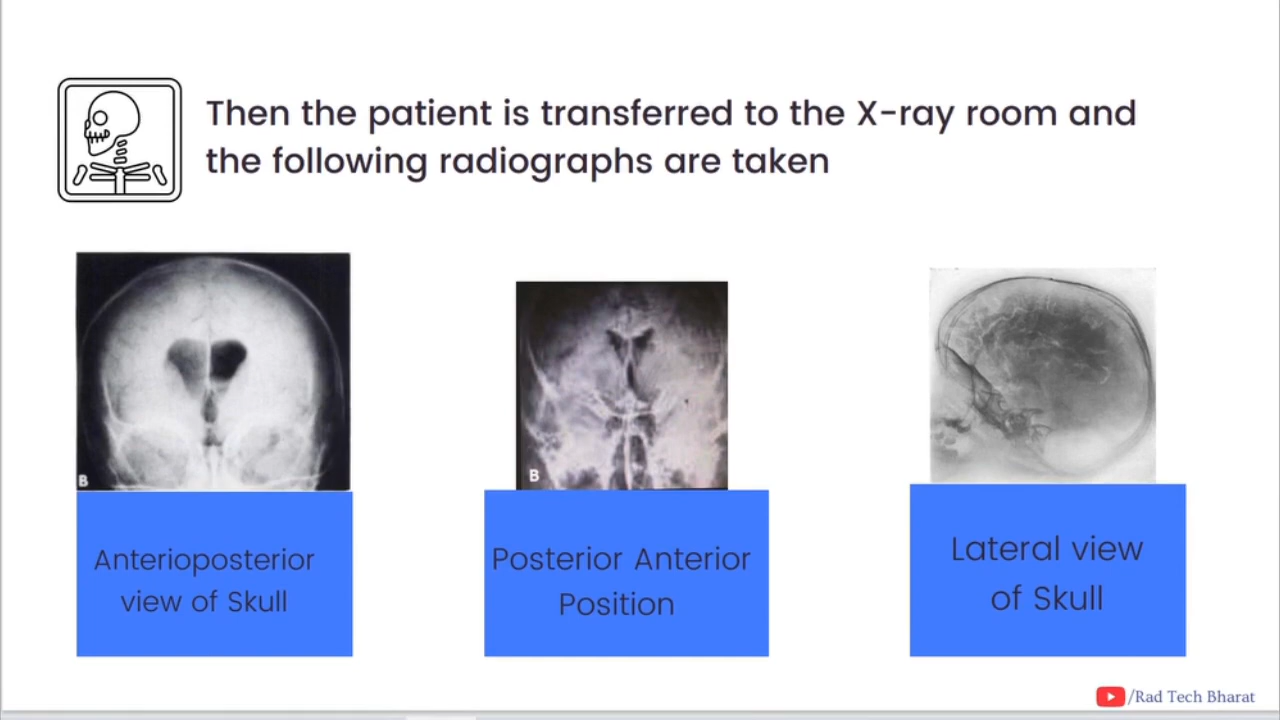 Then the patient is transferred to the X-ray room and
the following radiographs are taken
B
B
Anterioposterior
view of Skull
Posterior Anterior
Position
Lateral view
of Skull
/Rad Tech Bharat